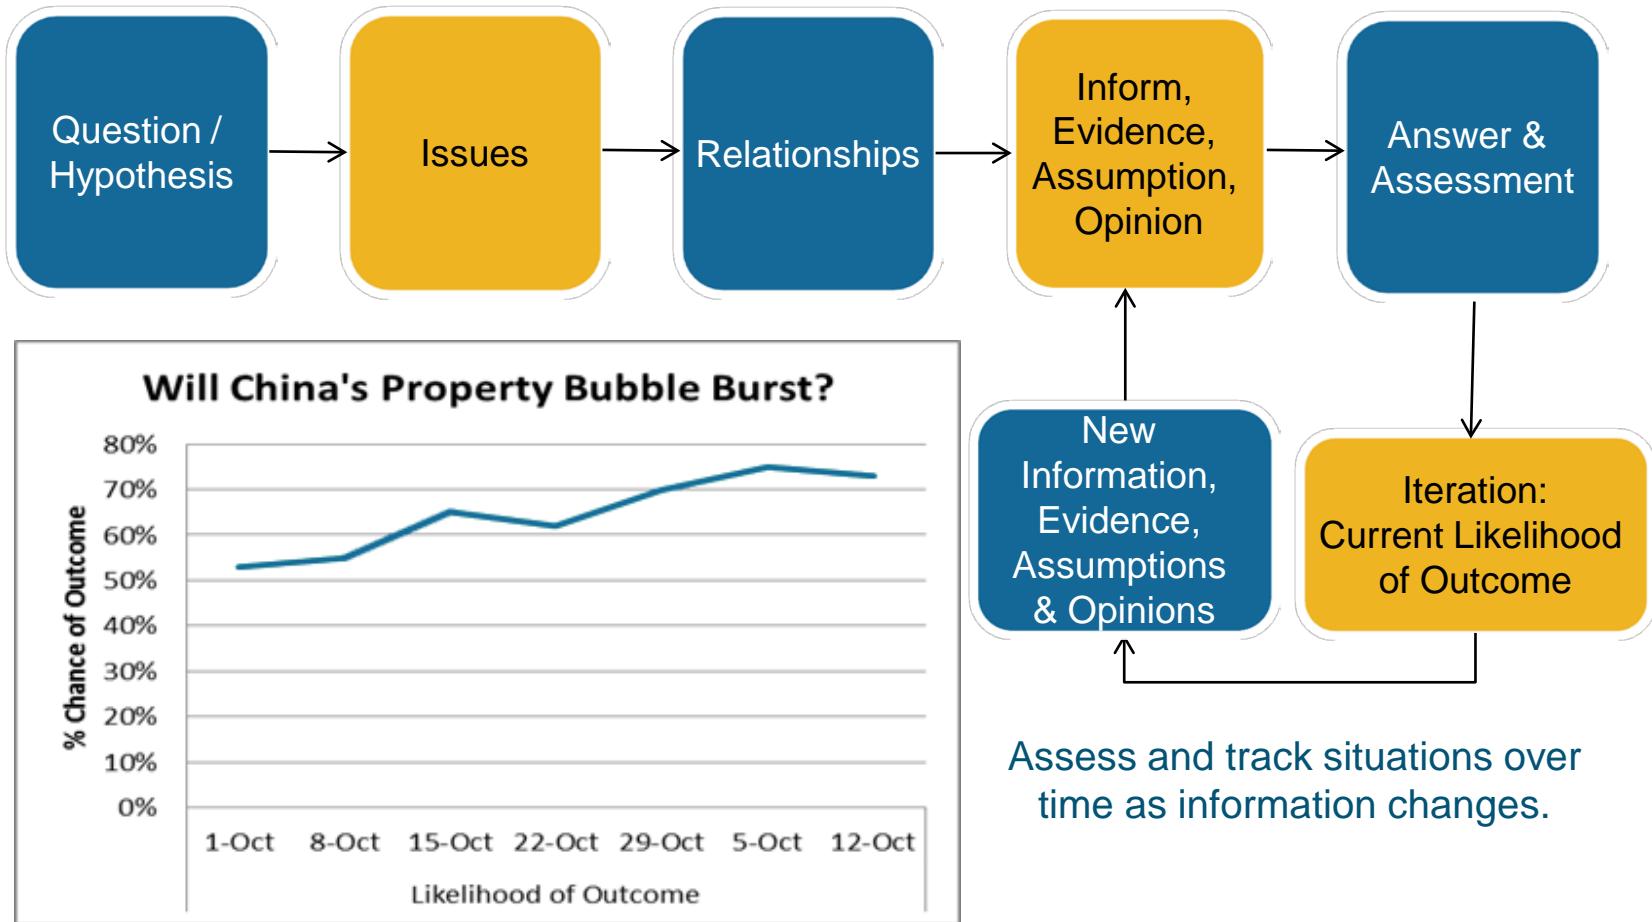 Question /
Hypothesis
Issues
Relationships
Inform,
Evidence,
Assumption,
Opinion
Answer &
Assessment
Will China's Property Bubble Burst?
% Chance of Outcome
80%
70%
60%
50%
40%
30%
20%
10%
0%
1-Oct 8-Oct 15-Oct 22-Oct 29-Oct 5-Oct 12-Oct
Likelihood of Outcome
New
Information,
Evidence,
Assumptions
& Opinions
Iteration:
Current Likelihood
of Outcome
Assess and track situations over
time as information changes.